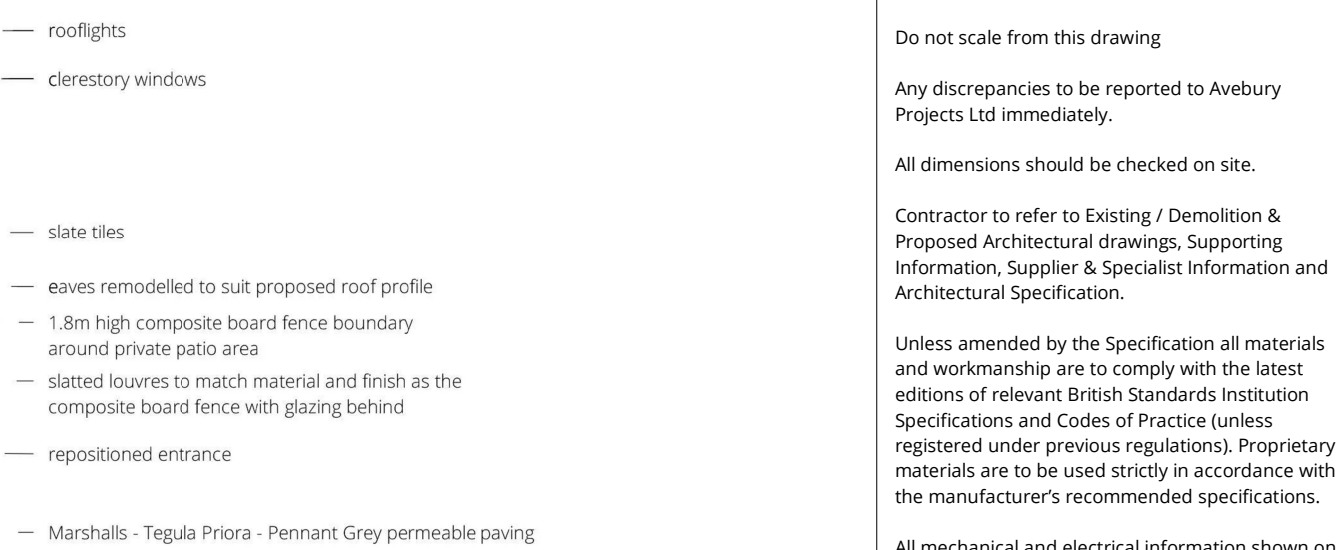 rooflights
clerestory windows
slate tiles
eaves remodelled to suit proposed roof profile
1.8m high composite board fence boundary
around private patio area
slatted louvres to match material and finish as the
composite board fence with glazing behind
repositioned entrance
Marshalls - Tegula Priora - Pennant Grey permeable paving
Do not scale from this drawing
Any discrepancies to be reported to Avebury
Projects Ltd immediately.
All dimensions should be checked on site.
Contractor to refer to Existing / Demolition &
Proposed Architectural drawings, Supporting
Information, Supplier & Specialist Information and
Architectural Specification.
Unless amended by the Specification all materials
and workmanship are to comply with the latest
editions of relevant British Standards Institution
Specifications and Codes of Practice (unless
registered under previous regulations). Proprietary
materials are to be used strictly in accordance with
the manufacturer's recommended specifications.
All mechanical and electrical information shown on